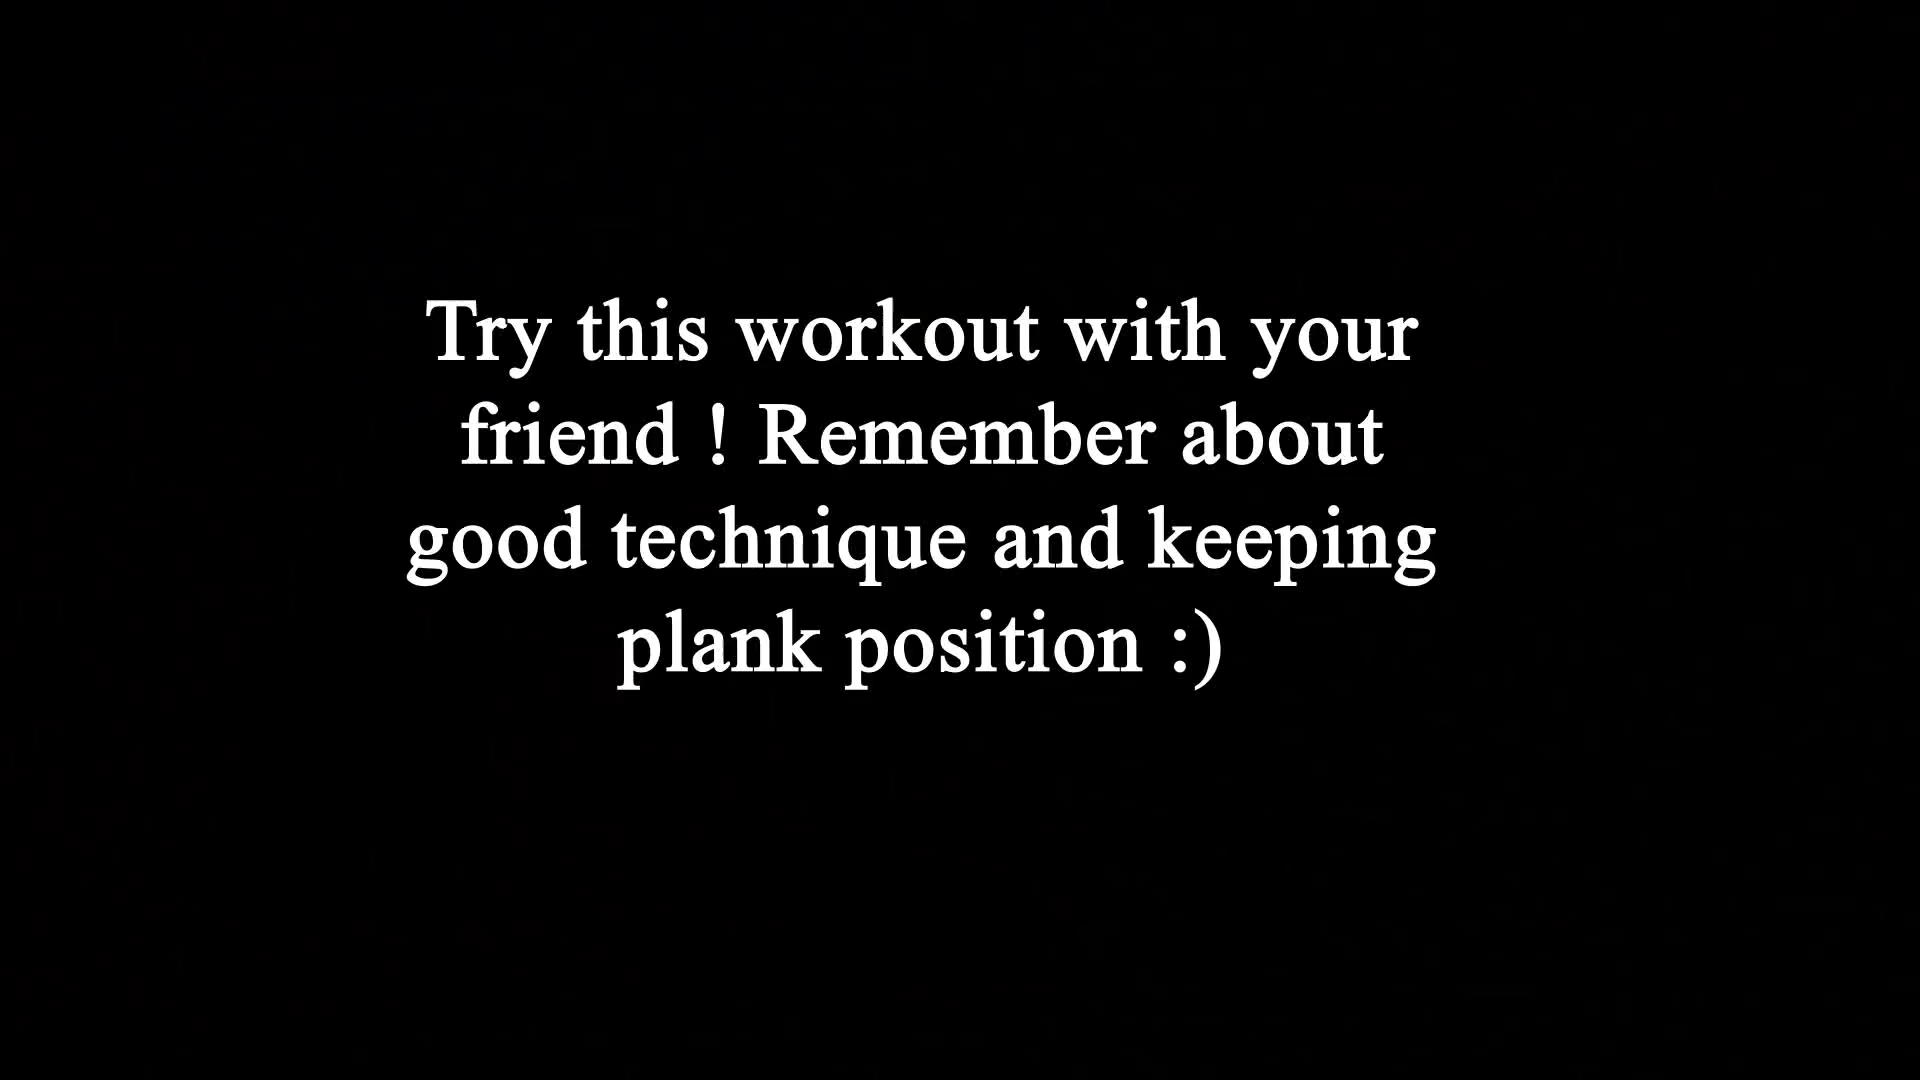 Try this workout with your
friend ! Remember about
good technique and keeping
plank position :)